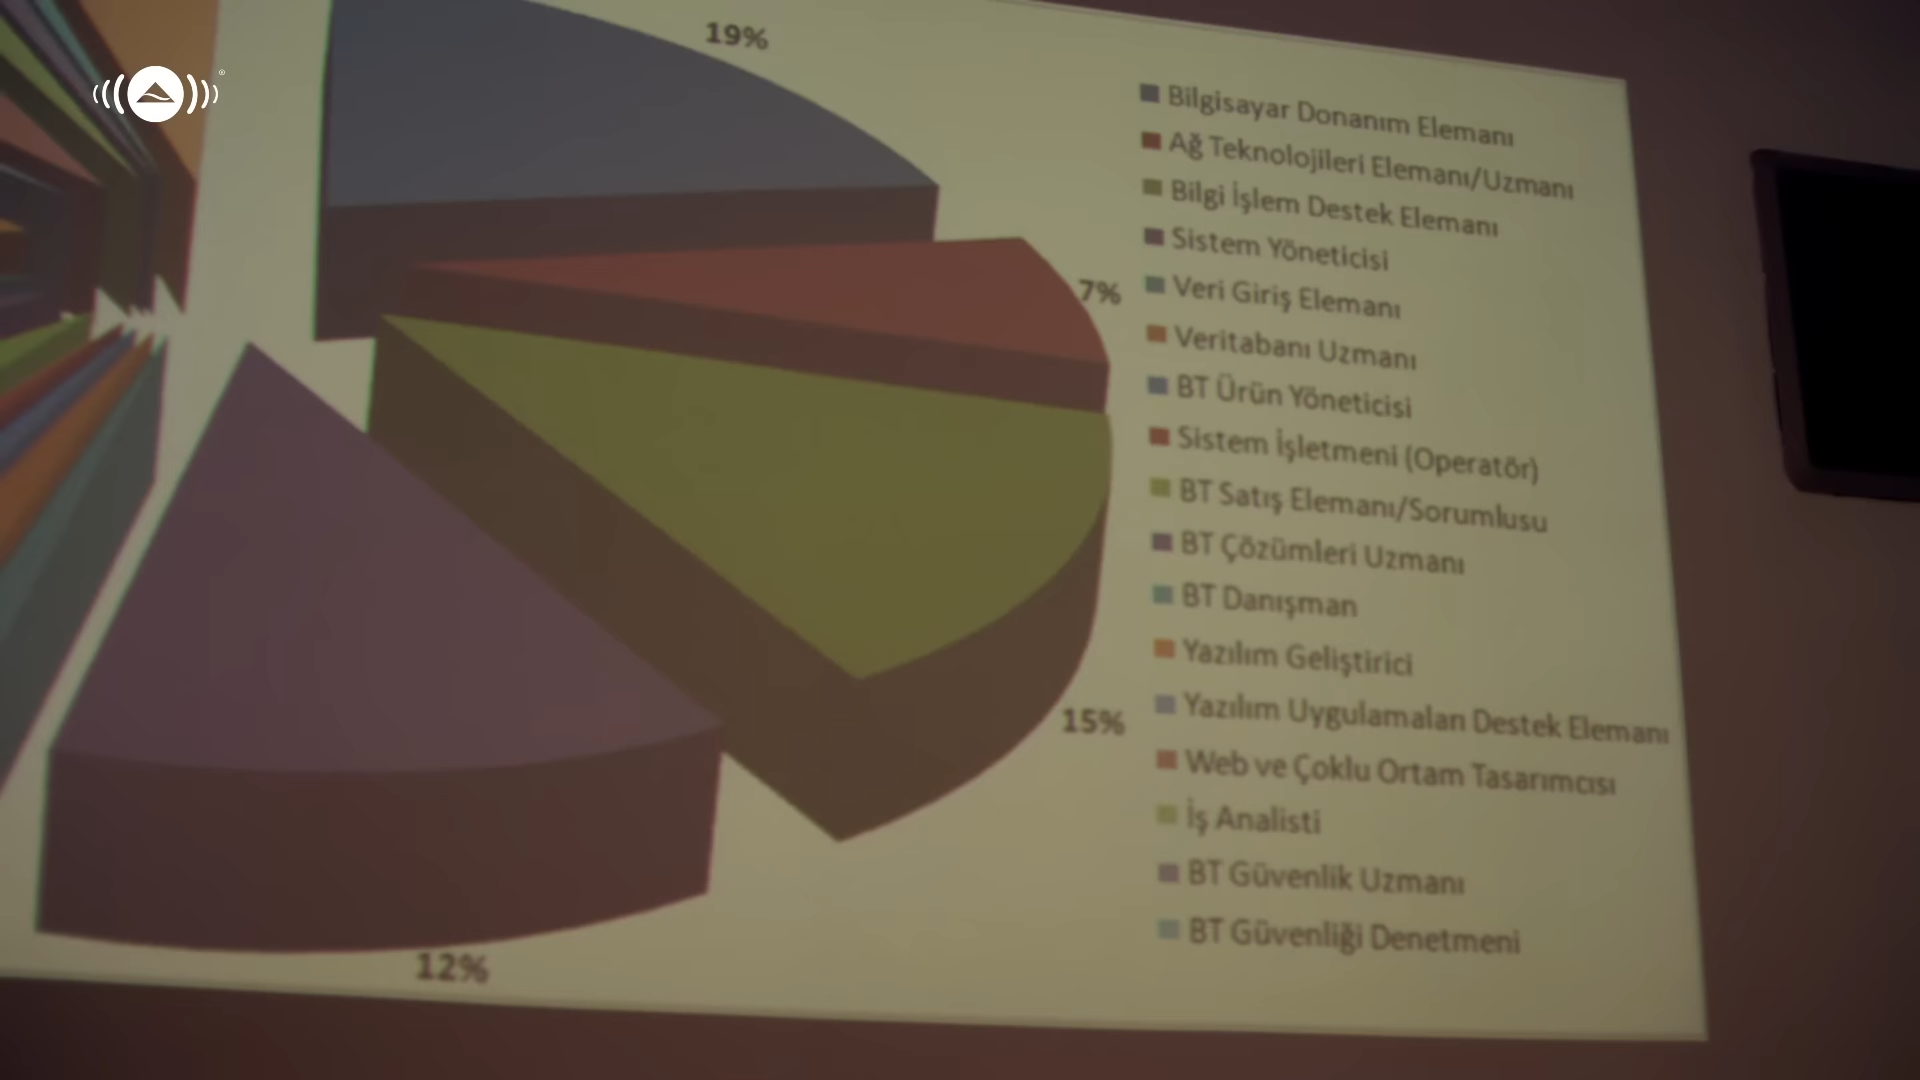 19%
7%
15%
12%
Bilgisayar Donanım Elemanı
Ağ Teknolojileri Elemanı/Uzmanı
Bilgi İşlem Destek Elemanı
Sistem Yöneticisi
Veri Giriş Elemanı
Veritabanı Uzmanı
BT Ürün Yöneticisi
Sistem İşletmeni (Operatör)
BT Satış Elemanı/Sorumlusu
BT Çözümleri Uzmanı
BT Danışman
Yazılım Geliştirici
Yazılım Uygulamaları Destek Elemanı
Web ve Çoklu Ortam Tasarımcısı
İş Analisti
BT Güvenlik Uzmanı
BT Güvenliği Denetmeni